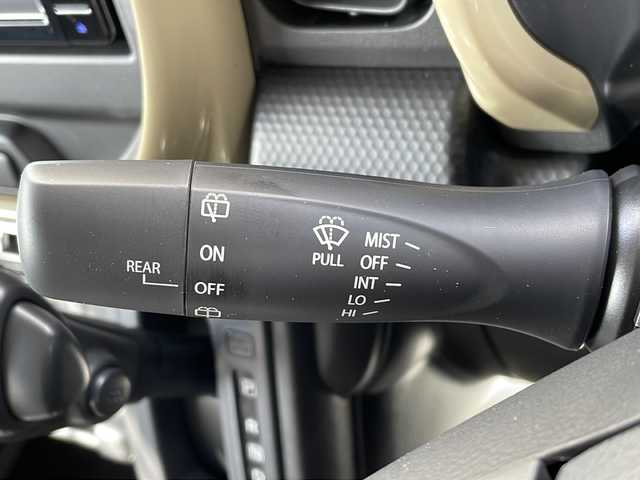 REAR
ON
OFF
PULL
MIST
OFF
INT
LO
HI